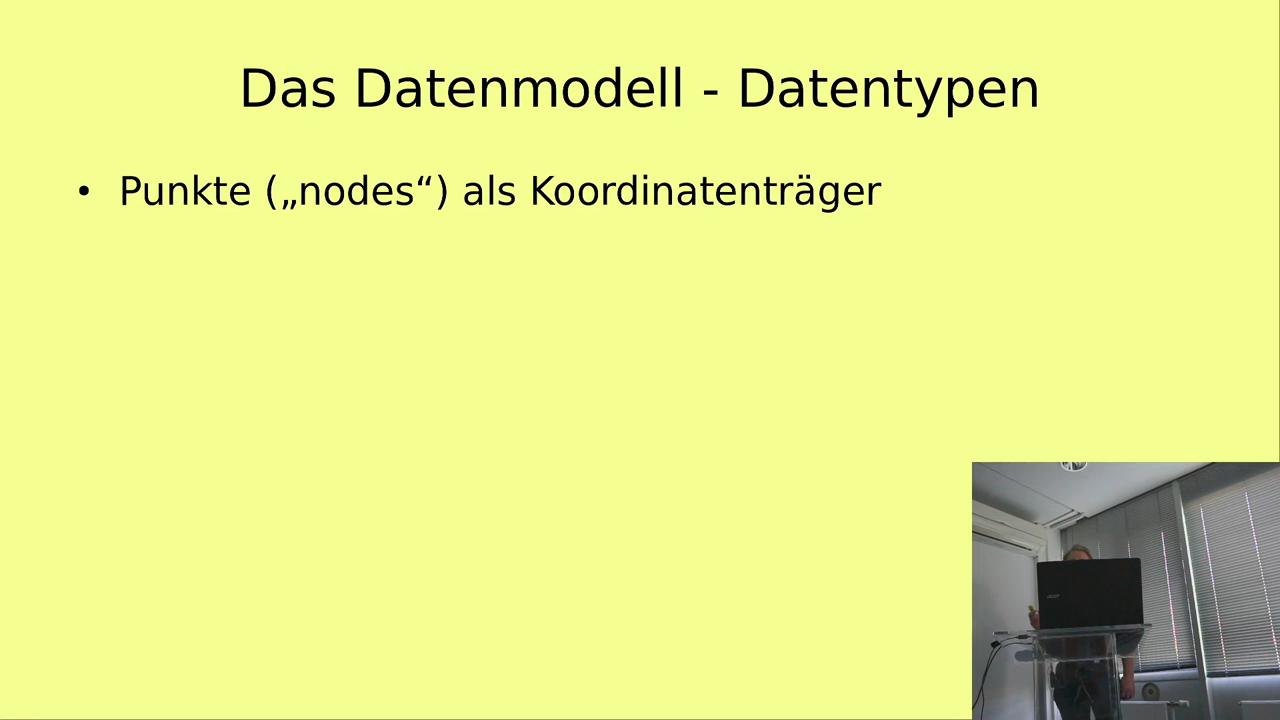 Das Datenmodell - Datentypen
• Punkte („nodes“) als Koordinatenträger